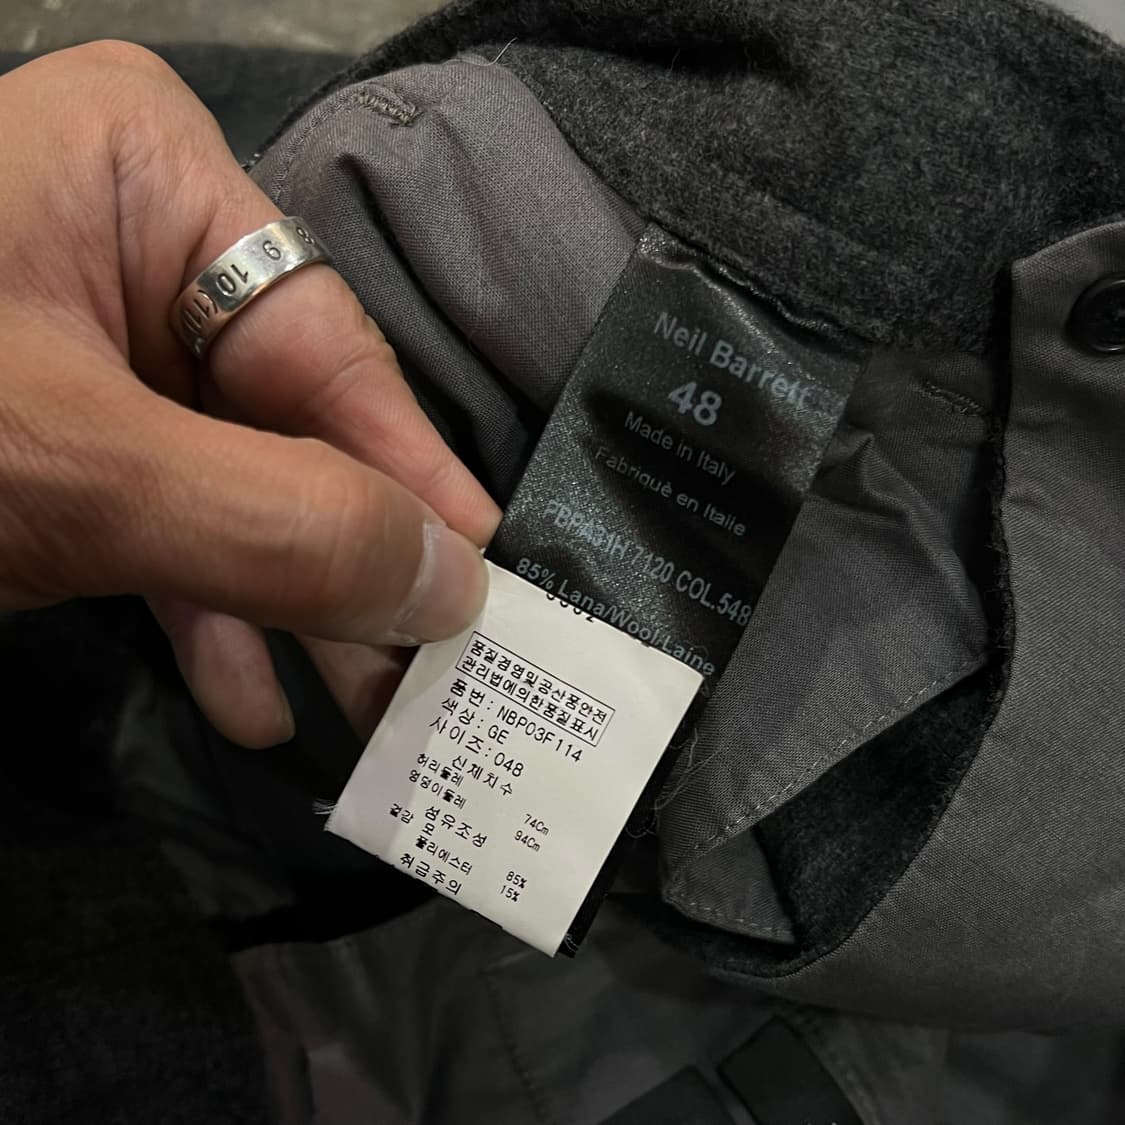 8
9
10
Neil Barrett
48
Made in Italy
Fabriqué en Italie
PBPA31H 7120 COL.548
85% Lana/Wool/Laine
품질경영및공산품안전
관리법에의한품질표시
품번: NBP03F114
색상: GE
사이즈: 048
신체치수
허리둘레 74Cm
엉덩이둘레 94Cm
섬유조성
겉감 모 85%
폴리에스터 15%
취급주의